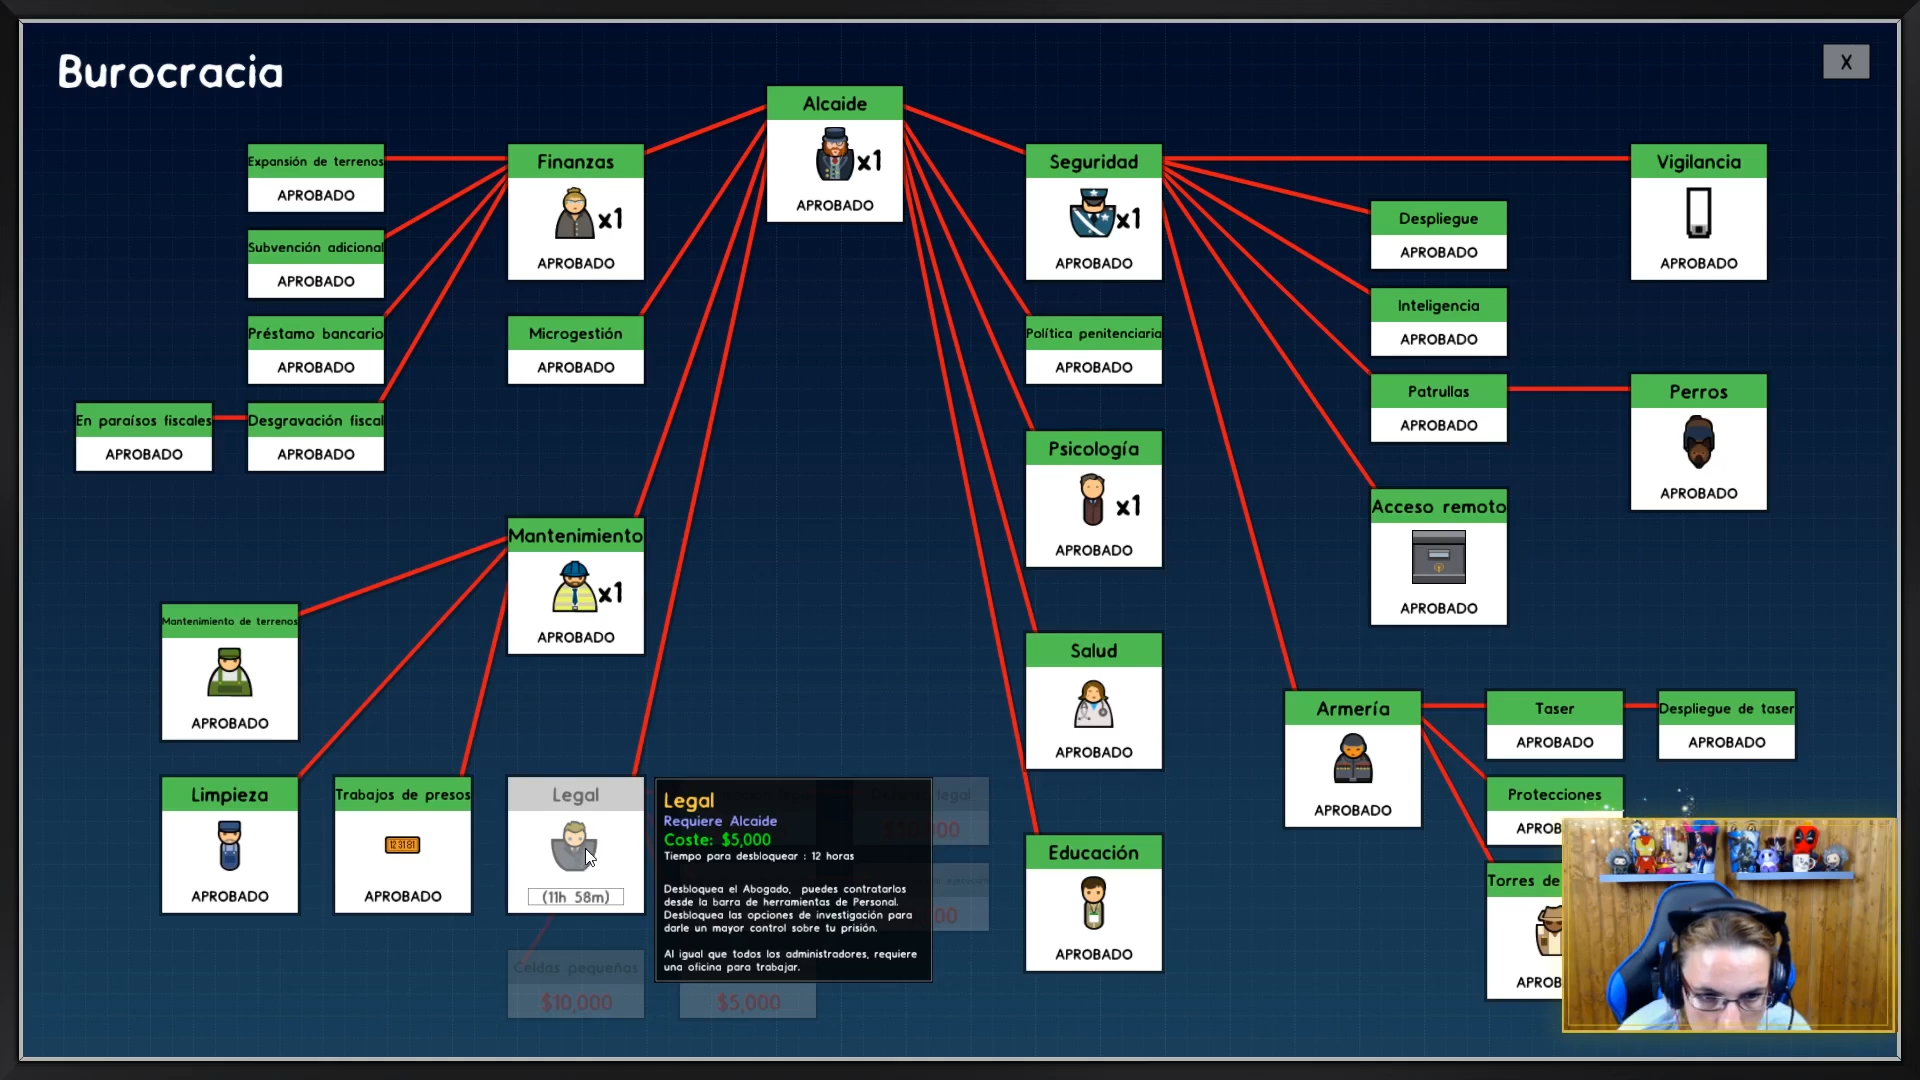 Burocracia
X
Alcaide
x1
APROBADO
Expansión de terrenos
APROBADO
Finanzas
x1
APROBADO
Seguridad
x1
APROBADO
Vigilancia
APROBADO
Despliegue
APROBADO
Subvención adicional
APROBADO
Inteligencia
APROBADO
Préstamo bancario
APROBADO
Microgestión
APROBADO
Política penitenciaria
APROBADO
Patrullas
APROBADO
Perros
APROBADO
En paraísos fiscales
APROBADO
Desgravación fiscal
APROBADO
Psicología
x1
APROBADO
Acceso remoto
APROBADO
Mantenimiento
x1
APROBADO
Mantenimiento de terrenos
APROBADO
Salud
APROBADO
Armería
APROBADO
Taser
APROBADO
Despliegue de taser
APROBADO
Limpieza
APROBADO
Trabajos de presos
123181
APROBADO
Legal
(11h 58m)
Legal
Requiere Alcaide
Coste: $5,000
Tiempo para desbloquear : 12 horas
Desbloquea el Abogado, puedes contratarlos
desde la barra de herramientas de Personal.
Desbloquea las opciones de investigación para
darle un mayor control sobre tu prisión.
Al igual que todos los administradores, requiere
una oficina para trabajar.
legal
Protecciones
APROB
Educación
APROBADO
Torres de
APROB
Celdas pequeñas
$10,000
$5,000